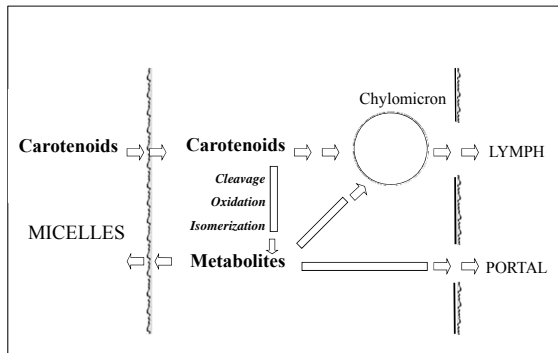 Chylomicron
Carotenoids
Carotenoids
LYMPH
Cleavage
Oxidation
Isomerization
MICELLES
Metabolites
PORTAL